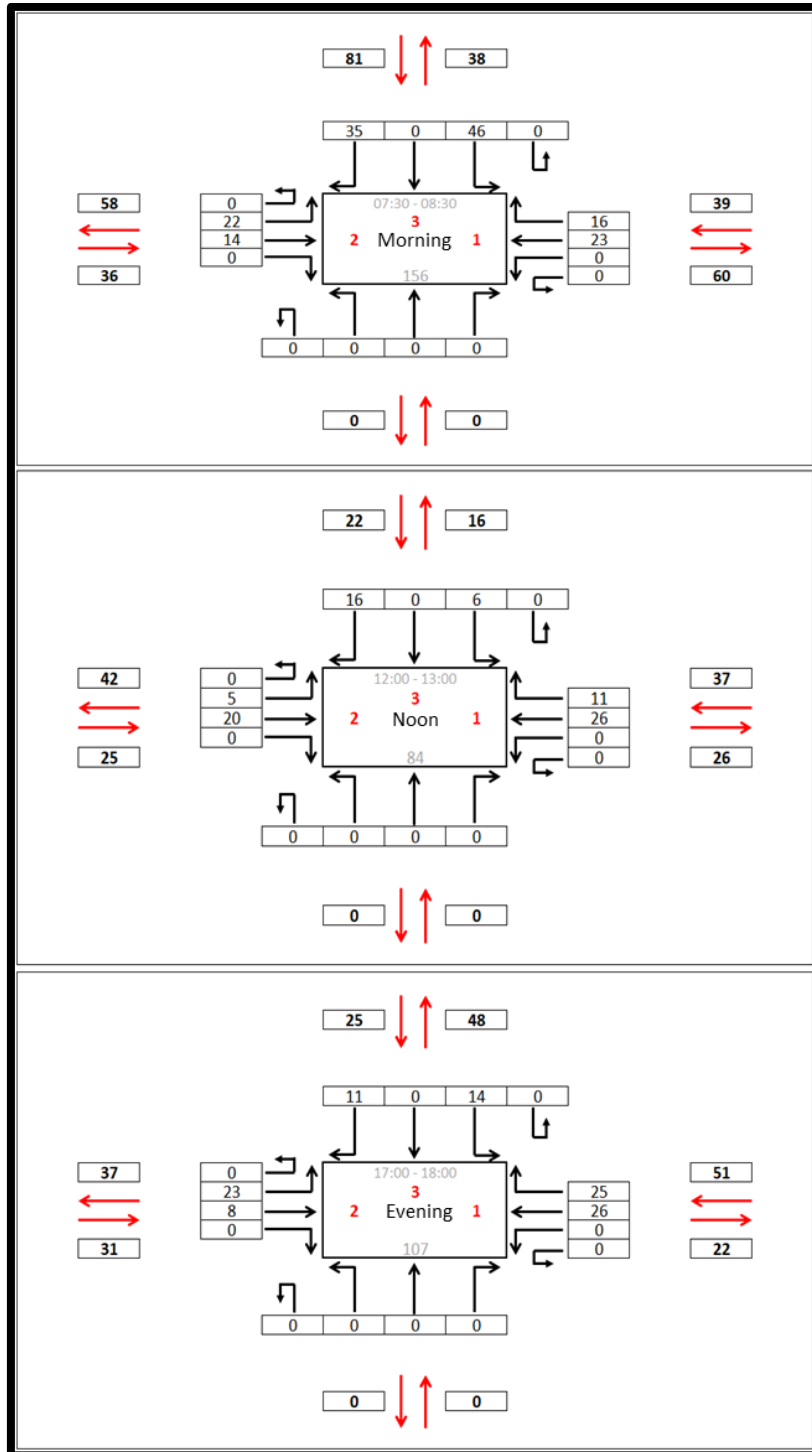 81 38
35 0 46 0
58 0 07:30 - 08:30 39
22 3 16
14 2 Morning 1 23
0 0
36 156 0 60
0 0 0 0
0 0
22 16
16 0 6 0
42 0 12:00 - 13:00 37
5 3 11
20 2 Noon 1 26
0 0
25 84 0 26
0 0 0 0
0 0
25 48
11 0 14 0
37 0 17:00 - 18:00 51
23 3 25
8 2 Evening 1 26
0 0
31 107 0 22
0 0 0 0
0 0